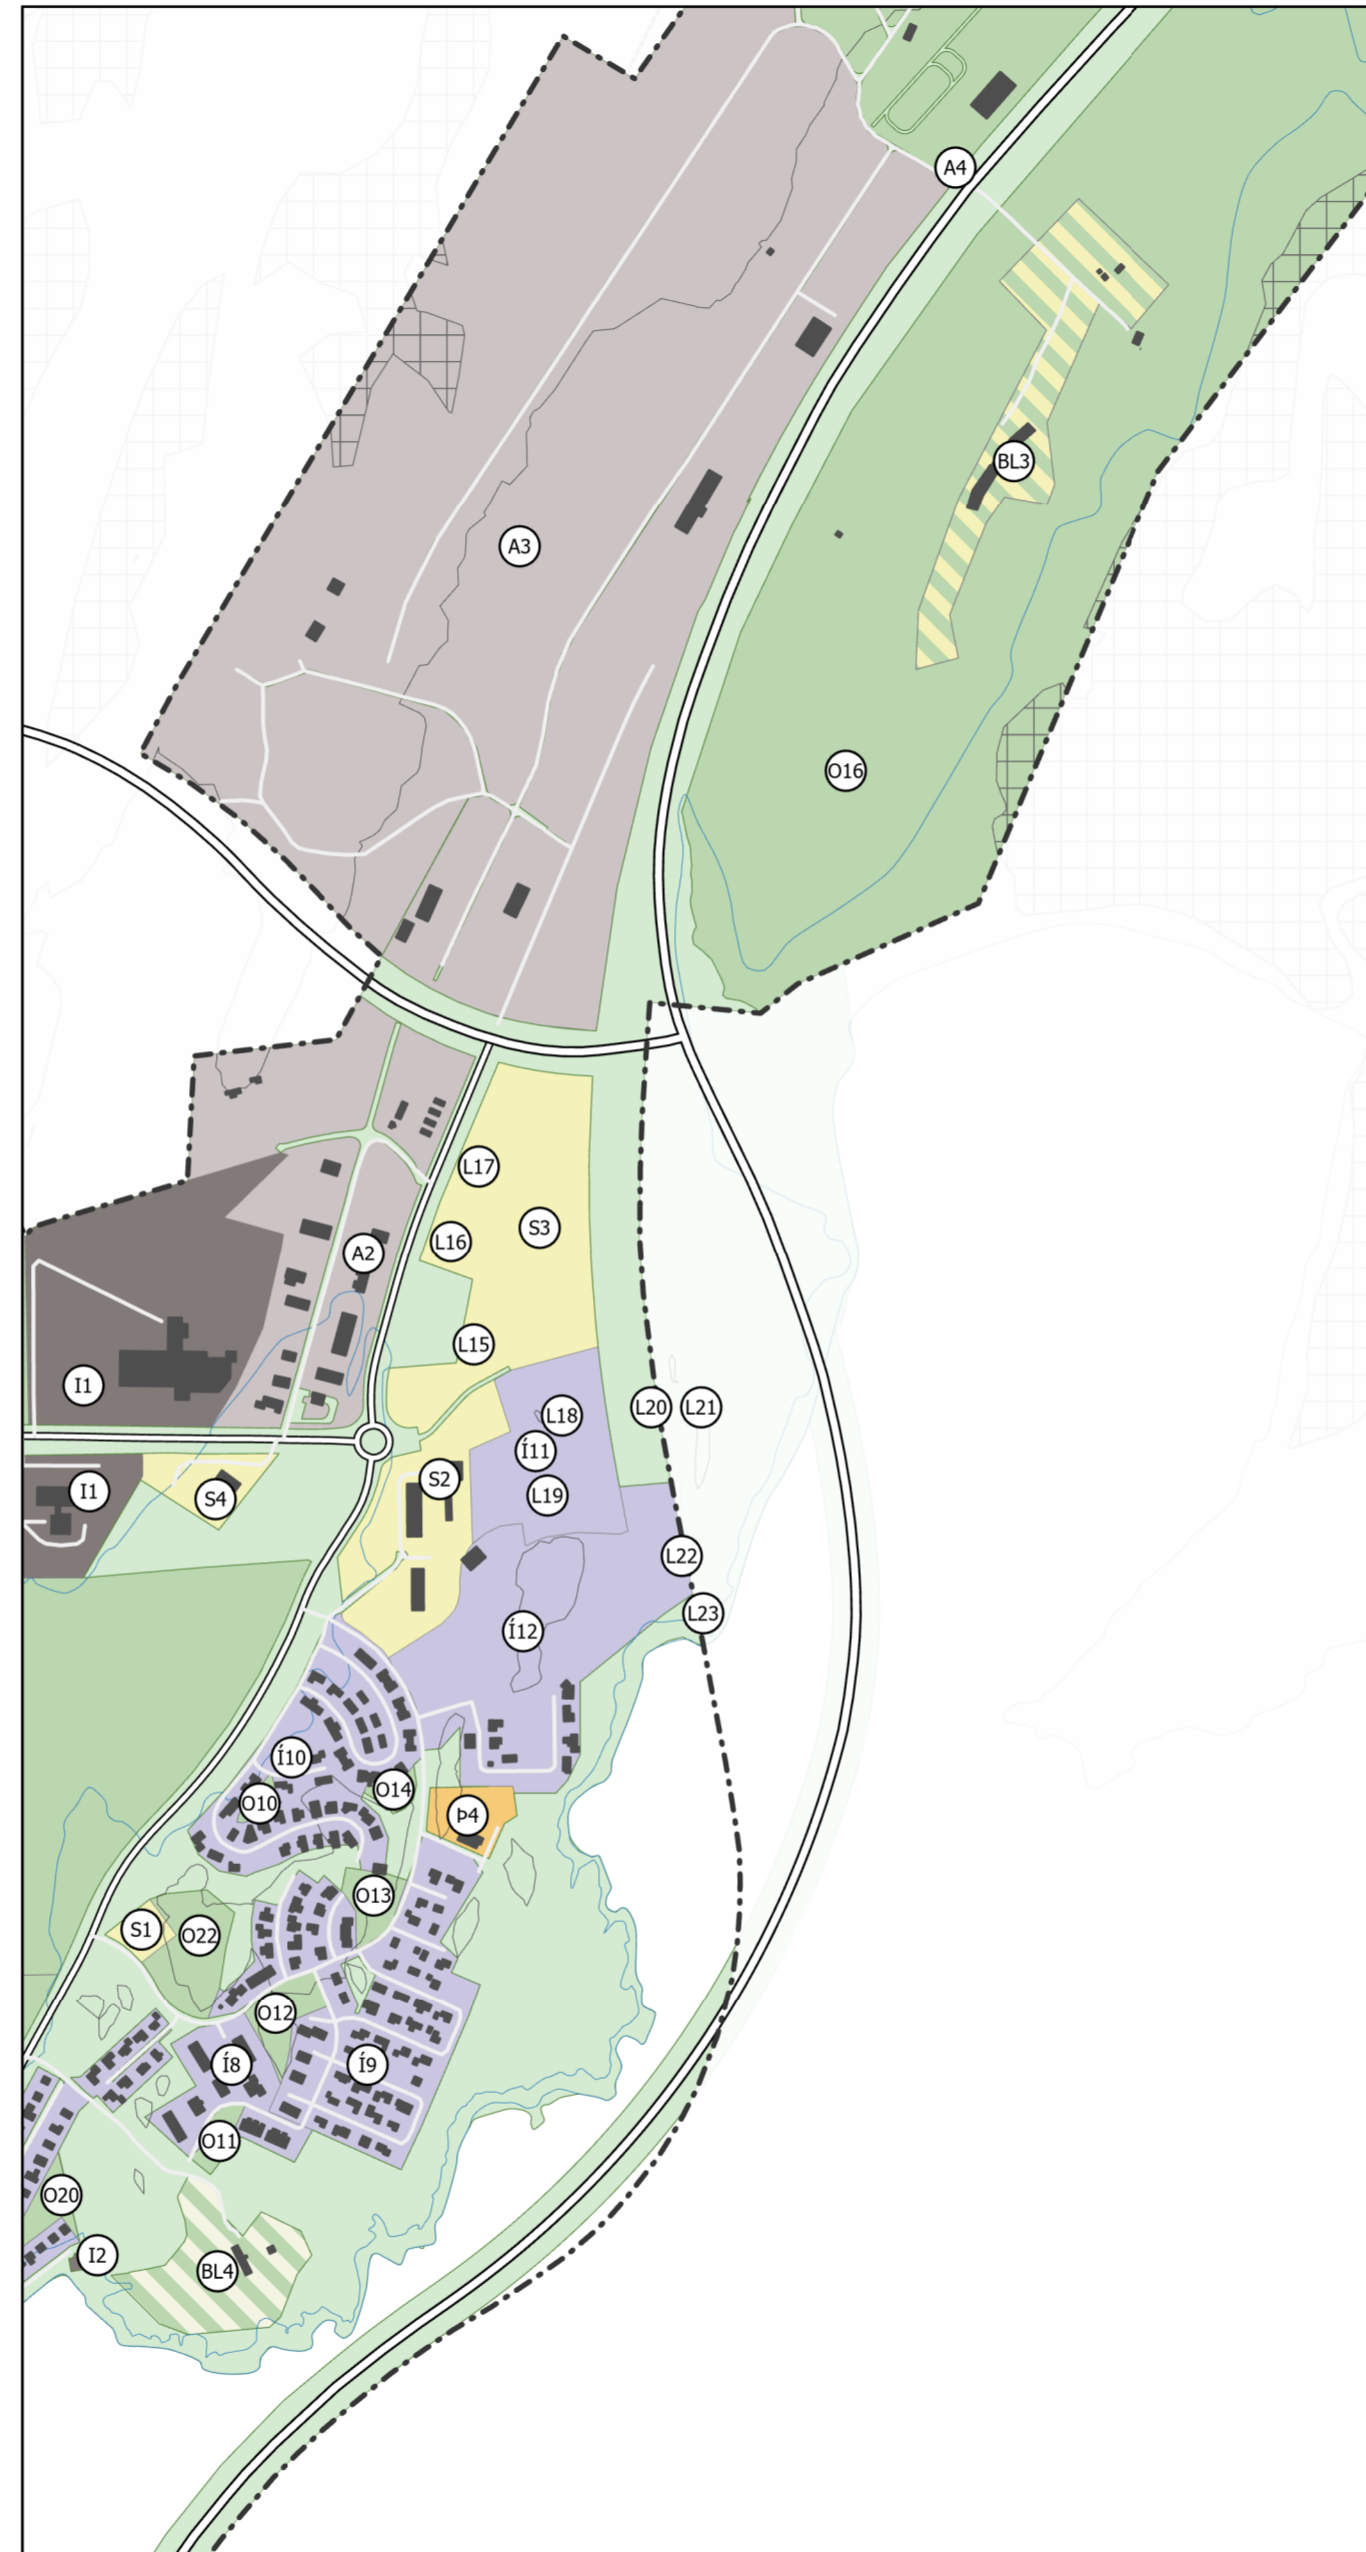 A4
BL3
A3
O16
L17
S3
L16
A2
L15
I1
L20
L21
L18
Í11
S2
I1
S4
L19
L22
L23
Í12
Í10
O14
O10
Þ4
O13
S1
O22
O12
Í8
Í9
O11
O20
I2
BL4